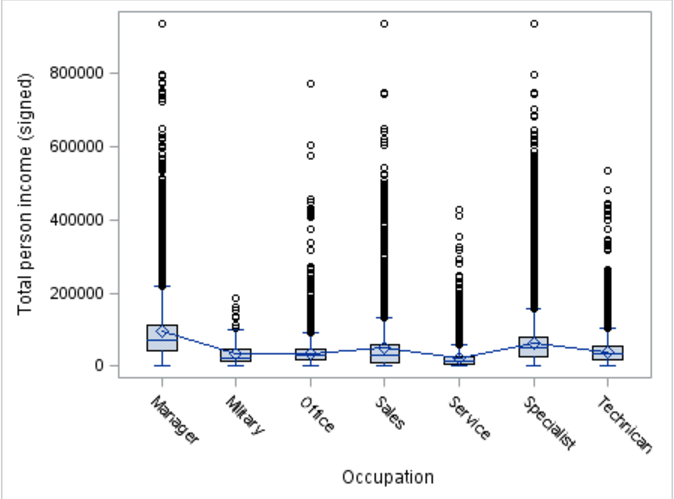 Total person income (signed)
800000
600000
400000
200000
0
Manager
Military
Office
Sales
Service
Specialist
Technican
Occupation